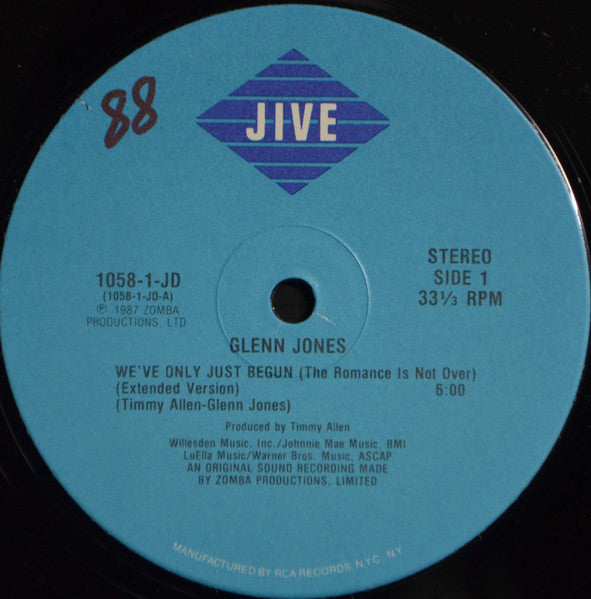 88
JIVE
1058-1-JD
(1058-1-JD-A)
℗ 1987 ZOMBA
PRODUCTIONS, LTD
STEREO
SIDE 1
33⅓ RPM
GLENN JONES
WE'VE ONLY JUST BEGUN (The Romance Is Not Over)
(Extended Version) 6:00
(Timmy Allen-Glenn Jones)
Produced by Timmy Allen
Willesden Music, Inc./Johnnie Mae Music, BMI
LuElla Music/Warner Bros. Music, ASCAP
AN ORIGINAL SOUND RECORDING MADE
BY ZOMBA PRODUCTIONS, LIMITED
MANUFACTURED BY RCA RECORDS, N.Y.C. N.Y.